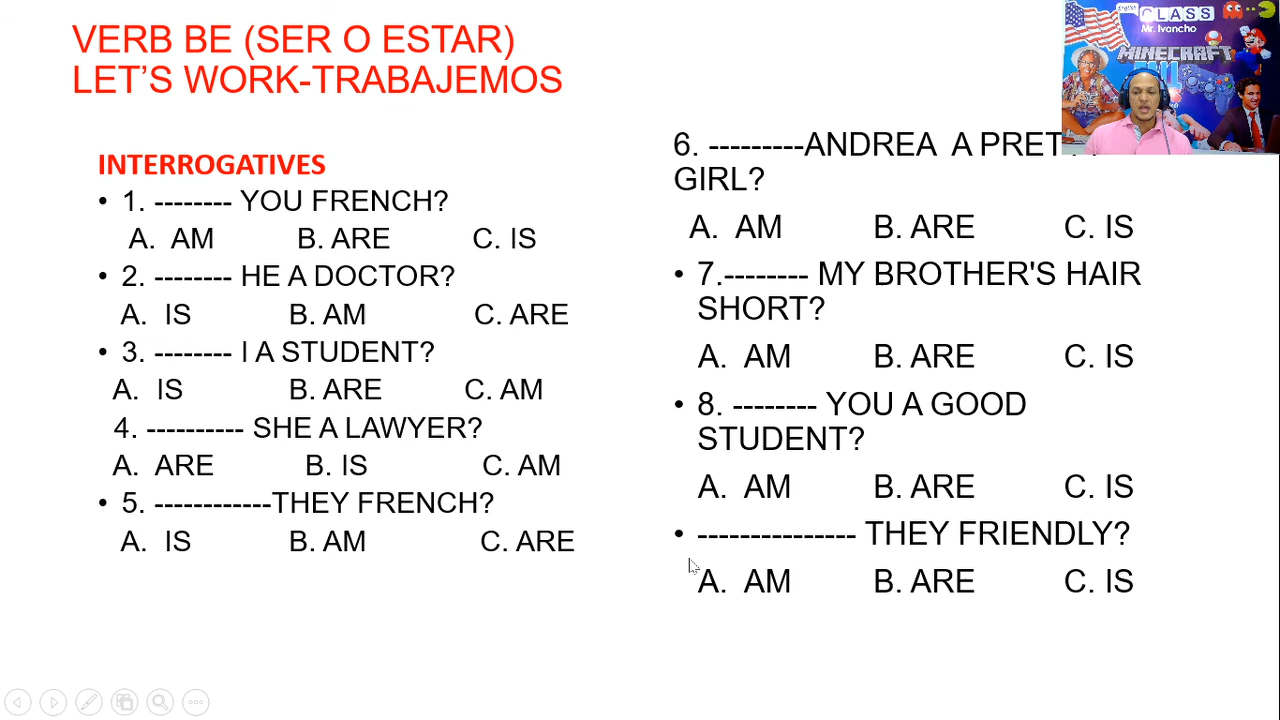 VERB BE (SER O ESTAR)
LET'S WORK-TRABAJEMOS
INTERROGATIVES
• 1. -------- YOU FRENCH?
A. AM B. ARE C. IS
• 2. -------- HE A DOCTOR?
A. IS B. AM C. ARE
• 3. -------- I A STUDENT?
A. IS B. ARE C. AM
4. ---------- SHE A LAWYER?
A. ARE B. IS C. AM
• 5. ------------THEY FRENCH?
A. IS B. AM C. ARE
6. ---------ANDREA A PRETTY
GIRL?
A. AM B. ARE C. IS
• 7.-------- MY BROTHER'S HAIR
SHORT?
A. AM B. ARE C. IS
• 8. -------- YOU A GOOD
STUDENT?
A. AM B. ARE C. IS
• --------------- THEY FRIENDLY?
A. AM B. ARE C. IS
English
CLASS
Mr. Ivancho
MINECRAFT